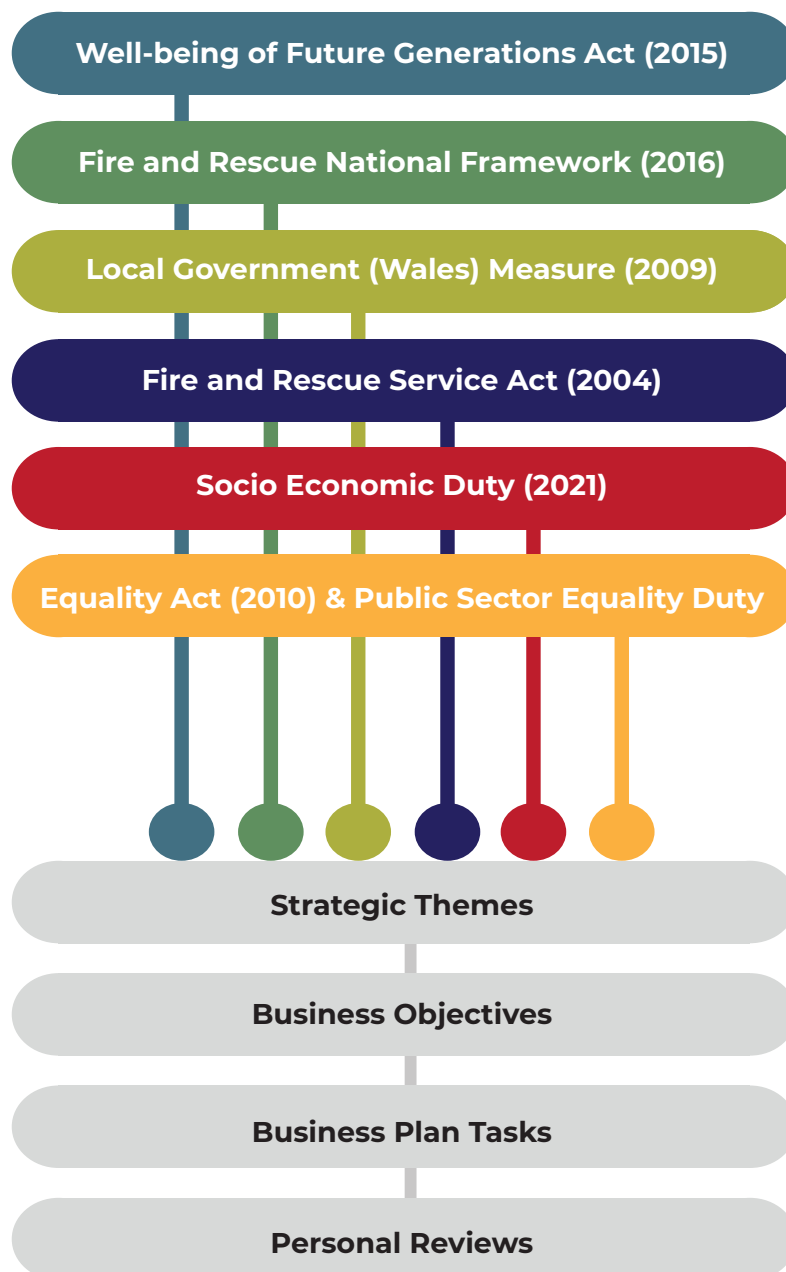 Well-being of Future Generations Act (2015)
Fire and Rescue National Framework (2016)
Local Government (Wales) Measure (2009)
Fire and Rescue Service Act (2004)
Socio Economic Duty (2021)
Equality Act (2010) & Public Sector Equality Duty
Strategic Themes
Business Objectives
Business Plan Tasks
Personal Reviews